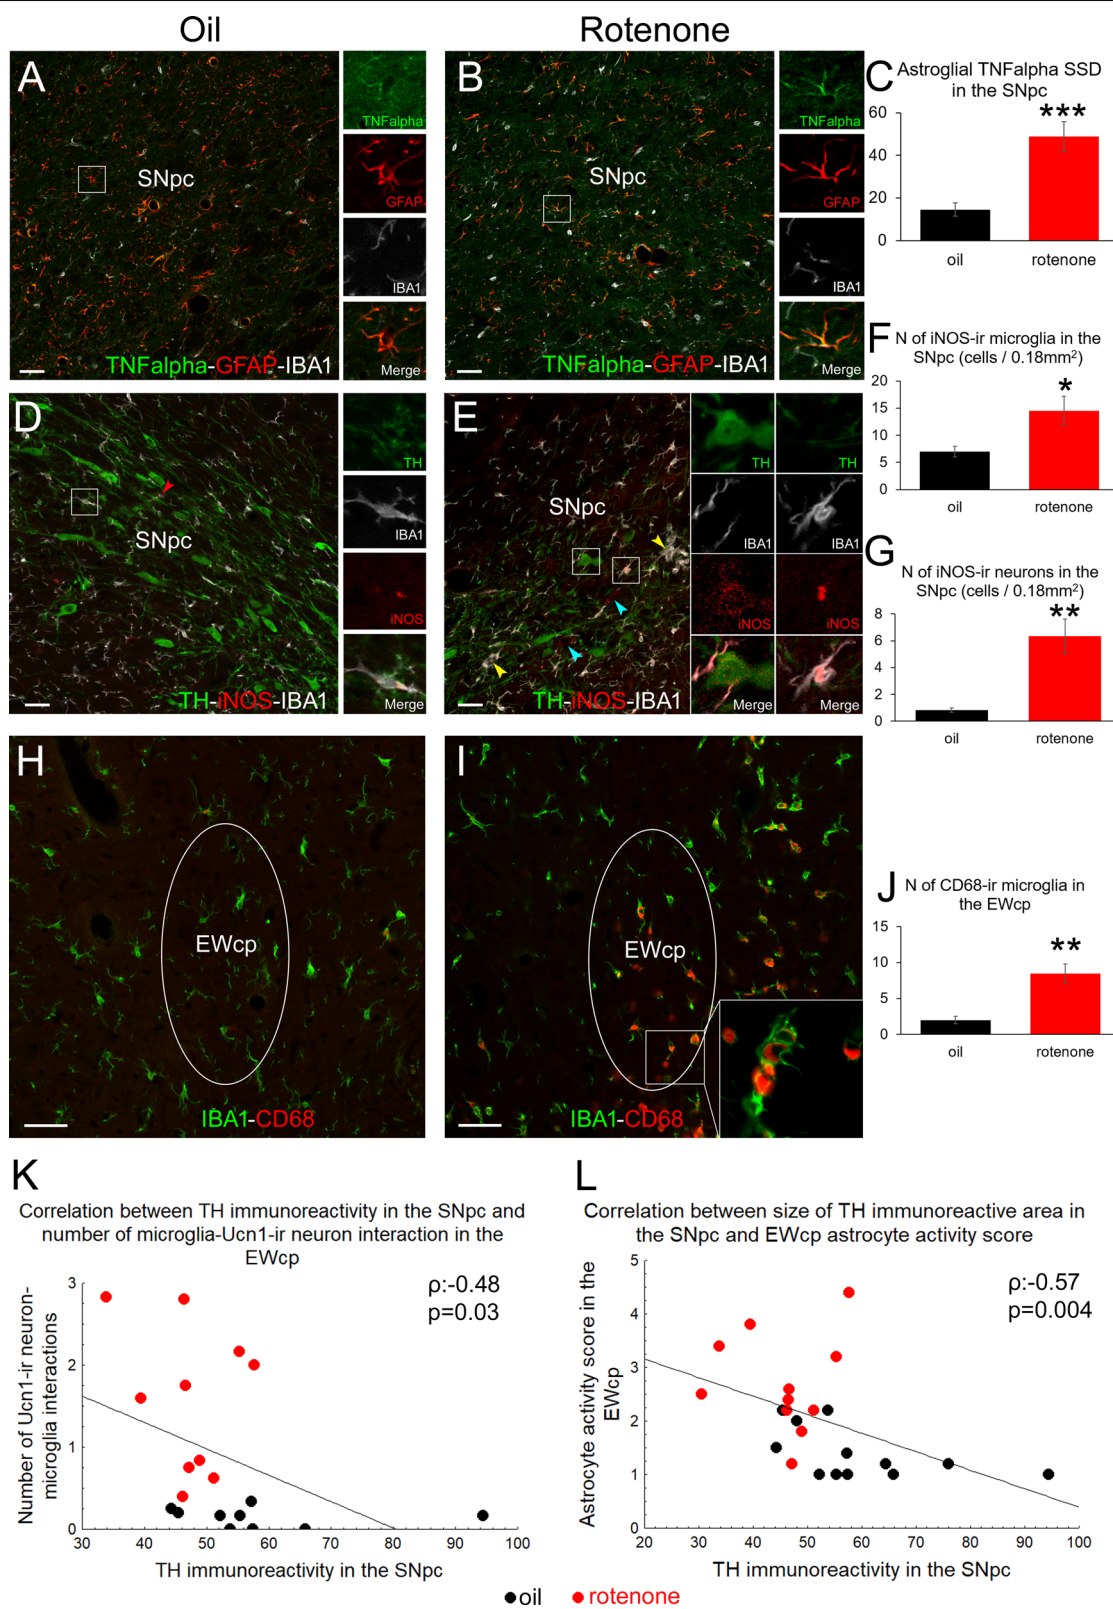 Oil
Rotenone
A
SNpc
TNFalpha-GFAP-IBA1
TNFalpha
GFAP
IBA1
Merge
B
SNpc
TNFalpha-GFAP-IBA1
TNFalpha
GFAP
IBA1
Merge
C
Astroglial TNFalpha SSD
in the SNpc
60
40
20
0
***
oil
rotenone
D
SNpc
TH-iNOS-IBA1
TH
IBA1
iNOS
Merge
E
SNpc
TH-iNOS-IBA1
TH
TH
IBA1
IBA1
iNOS
iNOS
Merge
Merge
F
N of iNOS-ir microglia in the
SNpc (cells / 0.18mm²)
20
15
10
5
0
*
oil
rotenone
G
N of iNOS-ir neurons in the
SNpc (cells / 0.18mm²)
8
6
4
2
0
**
oil
rotenone
H
EWcp
IBA1-CD68
I
EWcp
IBA1-CD68
J
N of CD68-ir microglia in
the EWcp
15
10
5
0
**
oil
rotenone
K
Correlation between TH immunoreactivity in the SNpc and
number of microglia-Ucn1-ir neuron interaction in the
EWcp
ρ:-0.48
p=0.03
Number of Ucn1-ir neuron-
microglia interactions
3
2
1
0
30 40 50 60 70 80 90 100
TH immunoreactivity in the SNpc
L
Correlation between size of TH immunoreactive area in
the SNpc and EWcp astrocyte activity score
ρ:-0.57
p=0.004
Astrocyte activity score in the
EWcp
5
4
3
2
1
0
20 30 40 50 60 70 80 90 100
TH immunoreactivity in the SNpc
oil
rotenone